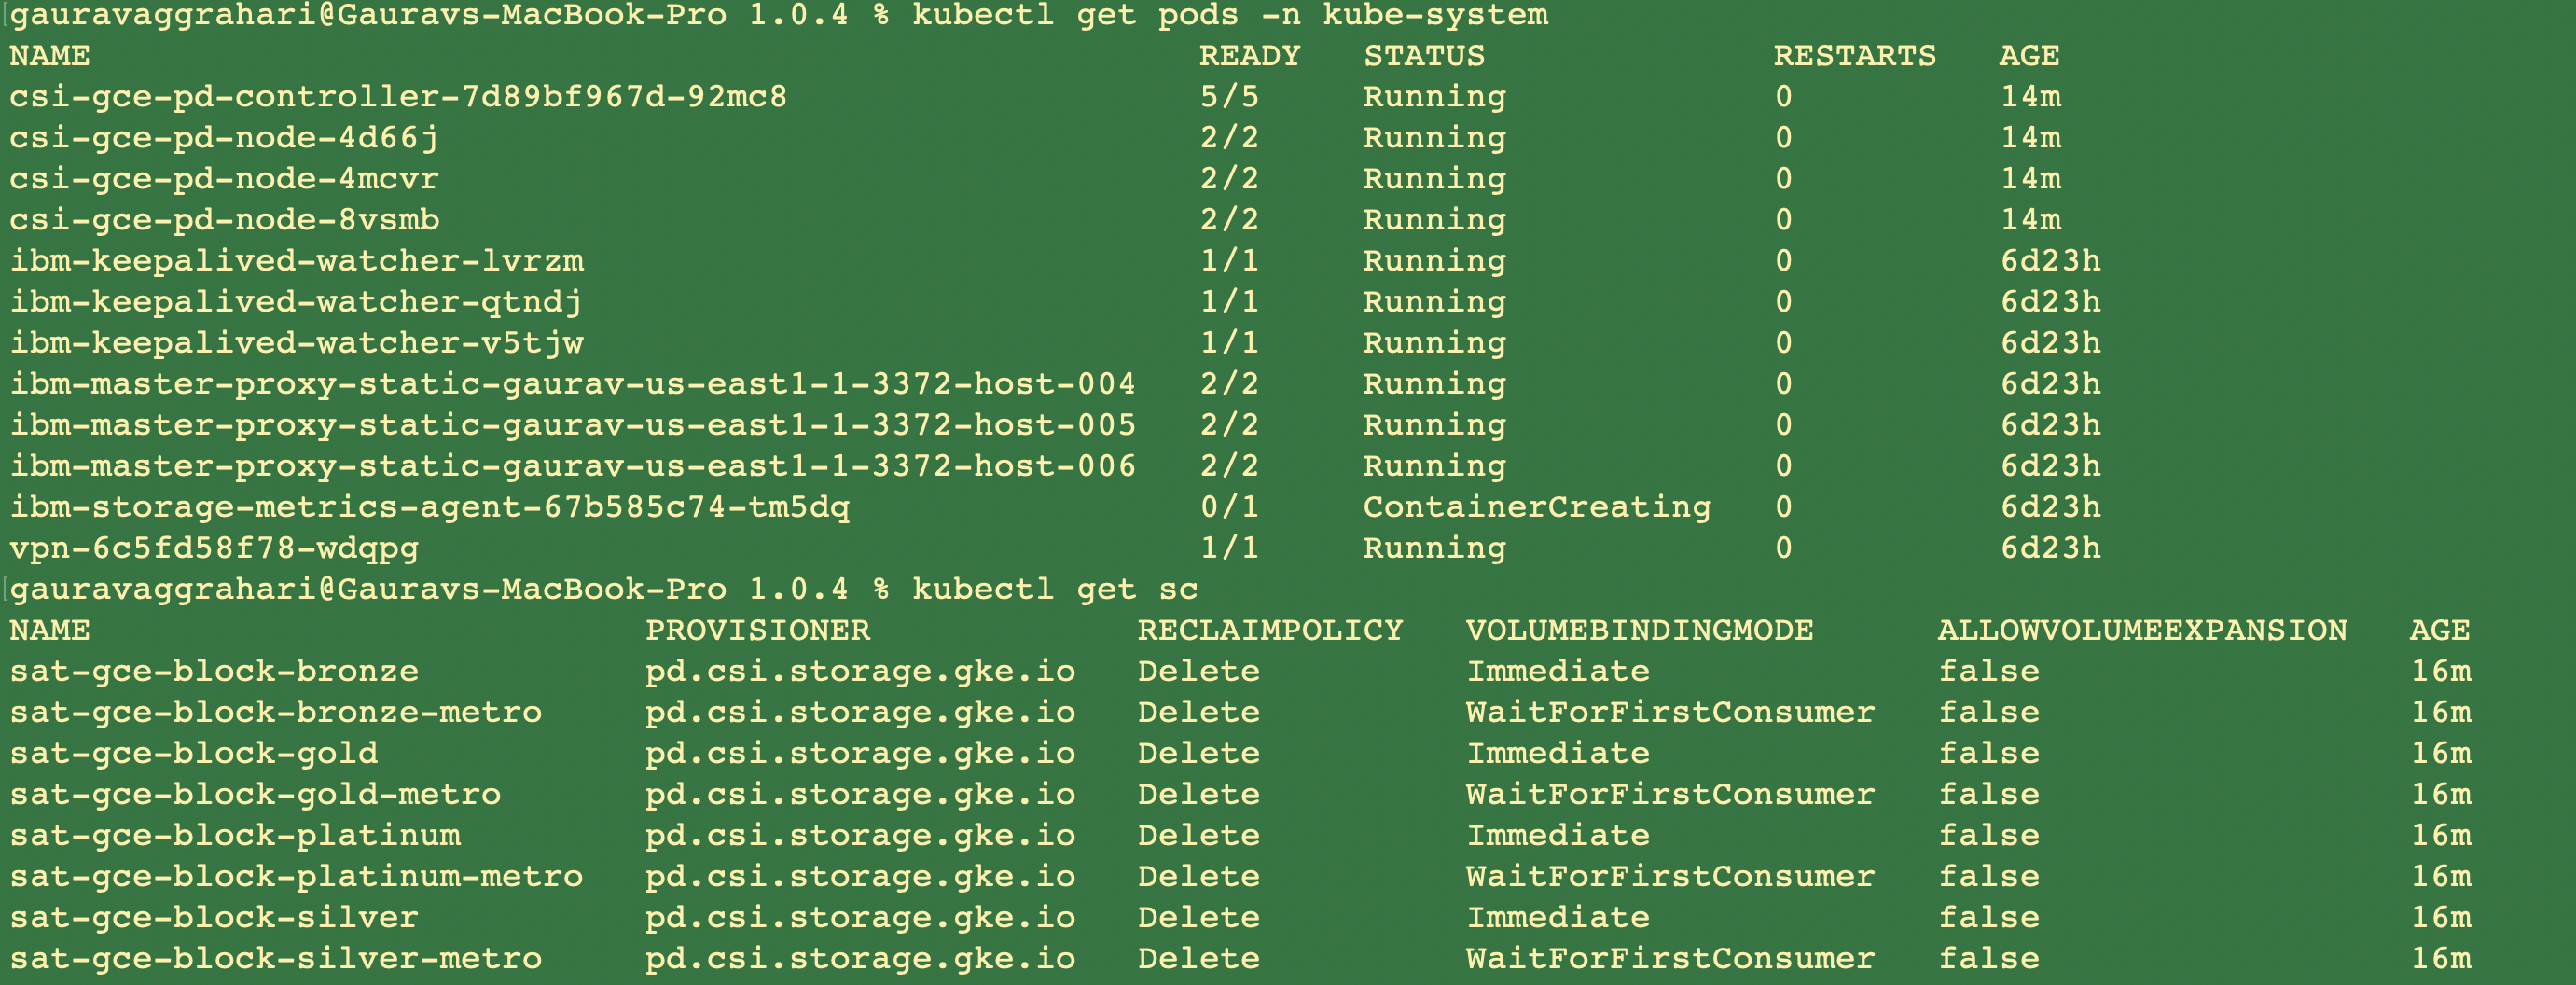 gauravaggrahari@Gauravs-MacBook-Pro 1.0.4 % kubectl get pods -n kube-system
NAME READY STATUS RESTARTS AGE
csi-gce-pd-controller-7d89bf967d-92mc8 5/5 Running 0 14m
csi-gce-pd-node-4d66j 2/2 Running 0 14m
csi-gce-pd-node-4mcvr 2/2 Running 0 14m
csi-gce-pd-node-8vsmb 2/2 Running 0 14m
ibm-keepalived-watcher-lvrzm 1/1 Running 0 6d23h
ibm-keepalived-watcher-qtndj 1/1 Running 0 6d23h
ibm-keepalived-watcher-v5tjw 1/1 Running 0 6d23h
ibm-master-proxy-static-gaurav-us-east1-1-3372-host-004 2/2 Running 0 6d23h
ibm-master-proxy-static-gaurav-us-east1-1-3372-host-005 2/2 Running 0 6d23h
ibm-master-proxy-static-gaurav-us-east1-1-3372-host-006 2/2 Running 0 6d23h
ibm-storage-metrics-agent-67b585c74-tm5dq 0/1 ContainerCreating 0 6d23h
vpn-6c5fd58f78-wdqpg 1/1 Running 0 6d23h
gauravaggrahari@Gauravs-MacBook-Pro 1.0.4 % kubectl get sc
NAME PROVISIONER RECLAIMPOLICY VOLUMEBINDINGMODE ALLOWVOLUMEEXPANSION AGE
sat-gce-block-bronze pd.csi.storage.gke.io Delete Immediate false 16m
sat-gce-block-bronze-metro pd.csi.storage.gke.io Delete WaitForFirstConsumer false 16m
sat-gce-block-gold pd.csi.storage.gke.io Delete Immediate false 16m
sat-gce-block-gold-metro pd.csi.storage.gke.io Delete WaitForFirstConsumer false 16m
sat-gce-block-platinum pd.csi.storage.gke.io Delete Immediate false 16m
sat-gce-block-platinum-metro pd.csi.storage.gke.io Delete WaitForFirstConsumer false 16m
sat-gce-block-silver pd.csi.storage.gke.io Delete Immediate false 16m
sat-gce-block-silver-metro pd.csi.storage.gke.io Delete WaitForFirstConsumer false 16m